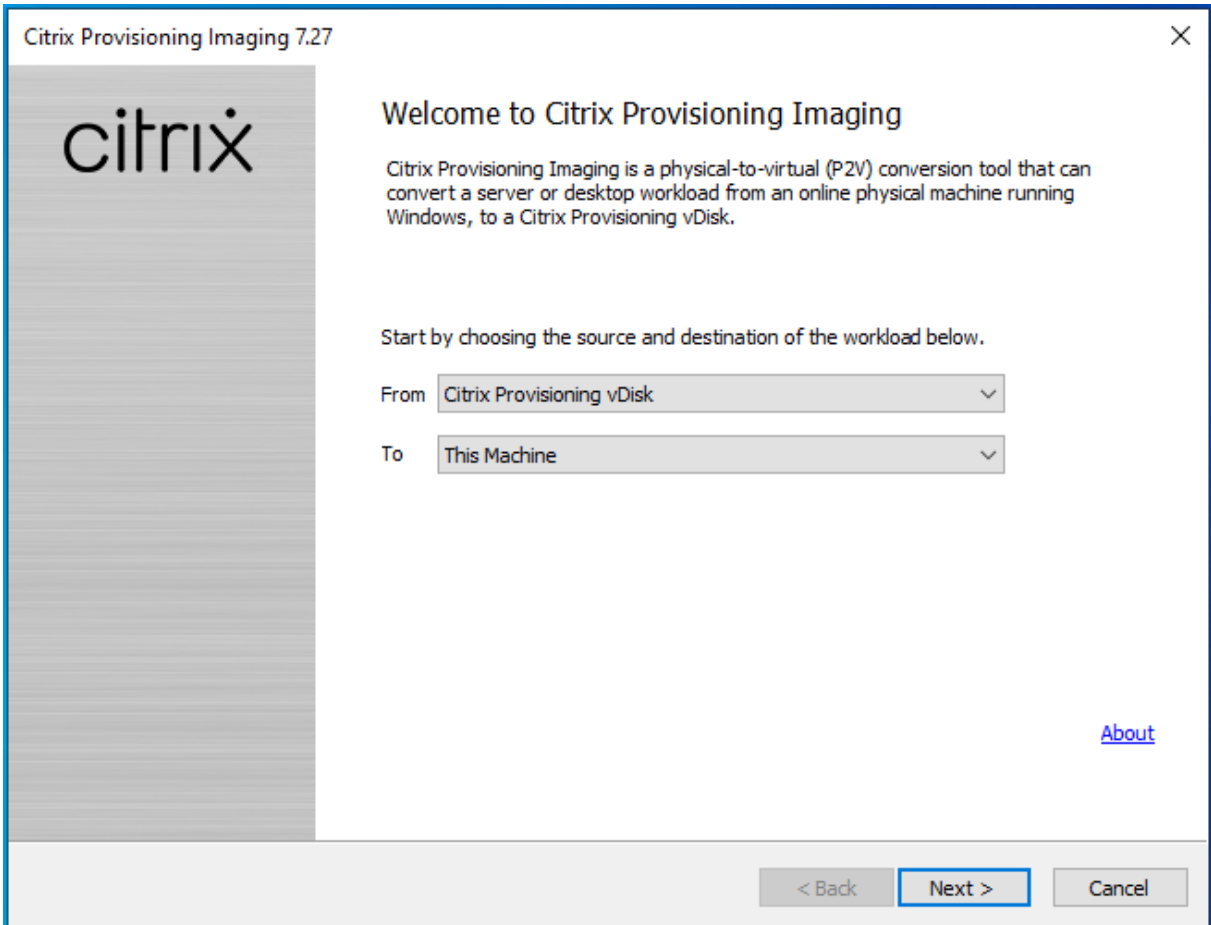 Citrix Provisioning Imaging 7.27
citrix
Welcome to Citrix Provisioning Imaging
Citrix Provisioning Imaging is a physical-to-virtual (P2V) conversion tool that can
convert a server or desktop workload from an online physical machine running
Windows, to a Citrix Provisioning vDisk.
Start by choosing the source and destination of the workload below.
From Citrix Provisioning vDisk
To This Machine
About
< Back Next > Cancel